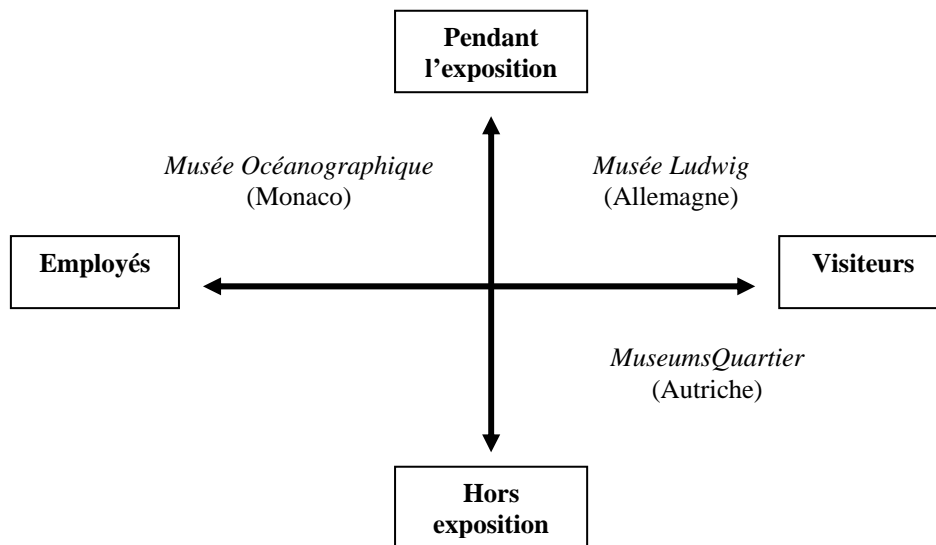 Pendant
l’exposition
Musée Océanographique
(Monaco)
Musée Ludwig
(Allemagne)
Employés
Visiteurs
MuseumsQuartier
(Autriche)
Hors
exposition